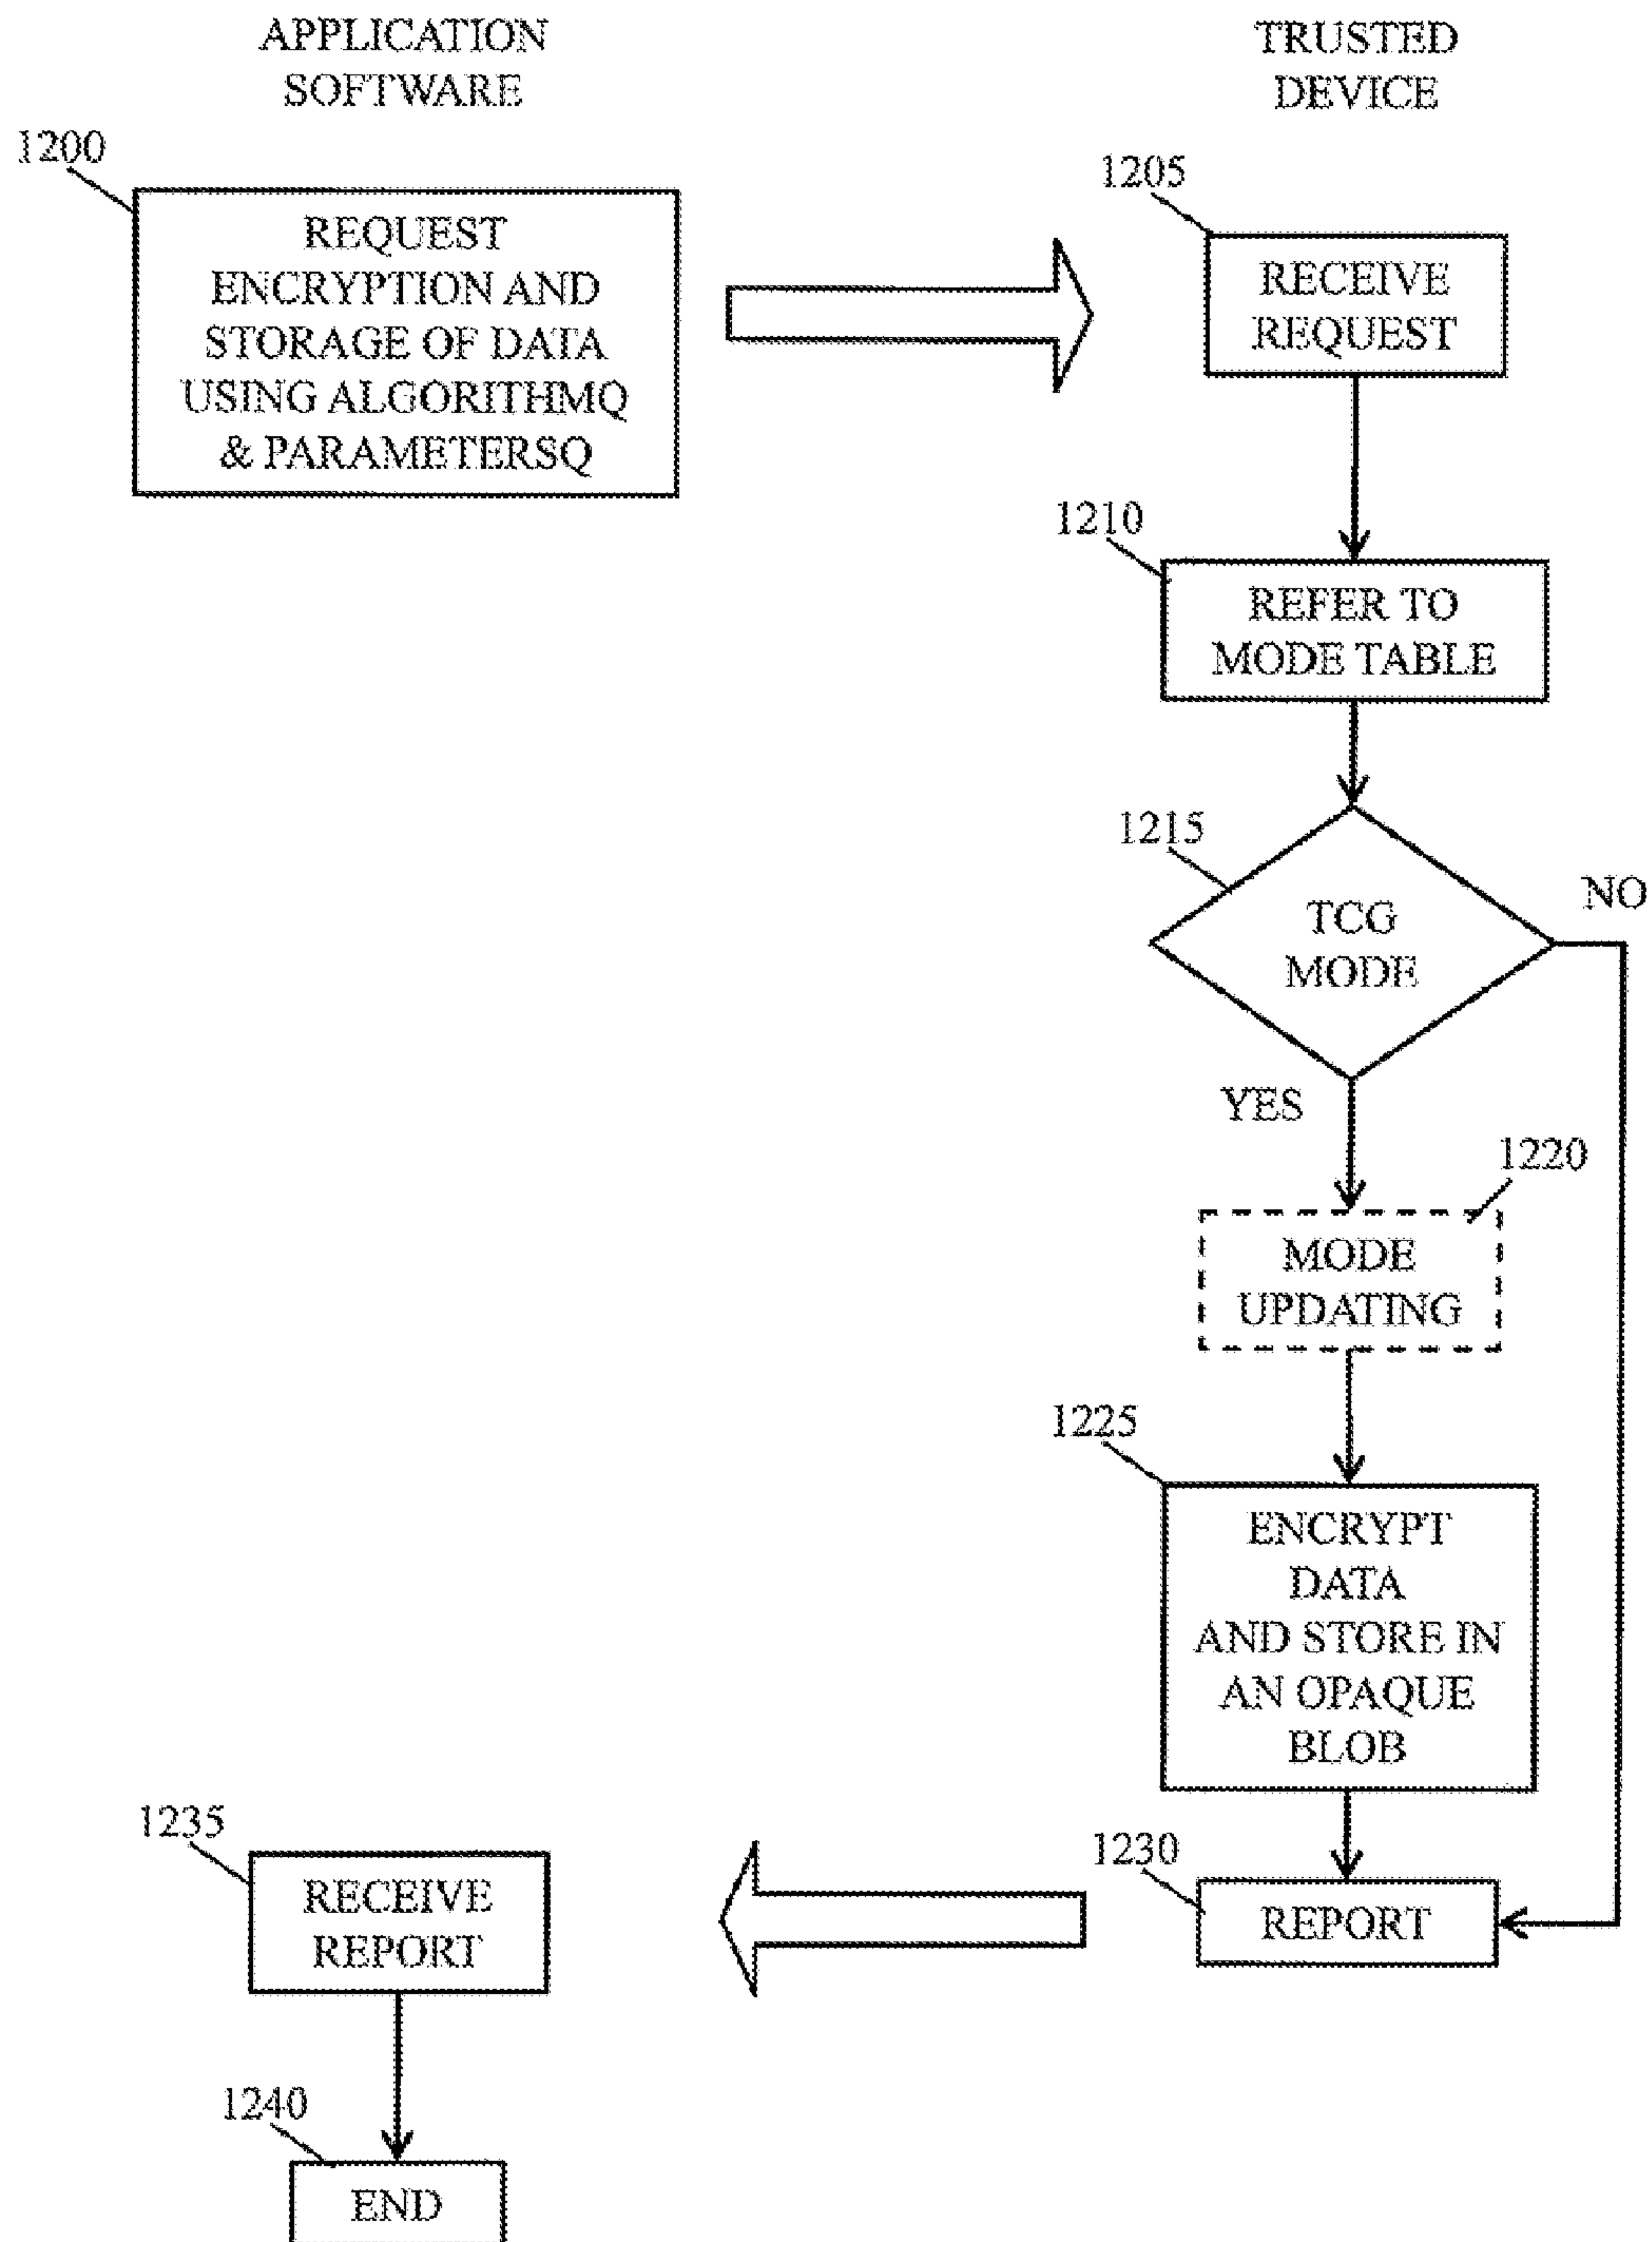 APPLICATION
SOFTWARE
TRUSTED
DEVICE
1200
REQUEST
ENCRYPTION AND
STORAGE OF DATA
USING ALGORITHMQ
& PARAMETERSQ
1205
RECEIVE
REQUEST
1210
REFER TO
MODE TABLE
1215
TCG
MODE
NO
YES
1220
MODE
UPDATING
1225
ENCRYPT
DATA
AND STORE IN
AN OPAQUE
BLOB
1230
REPORT
1235
RECEIVE
REPORT
1240
END